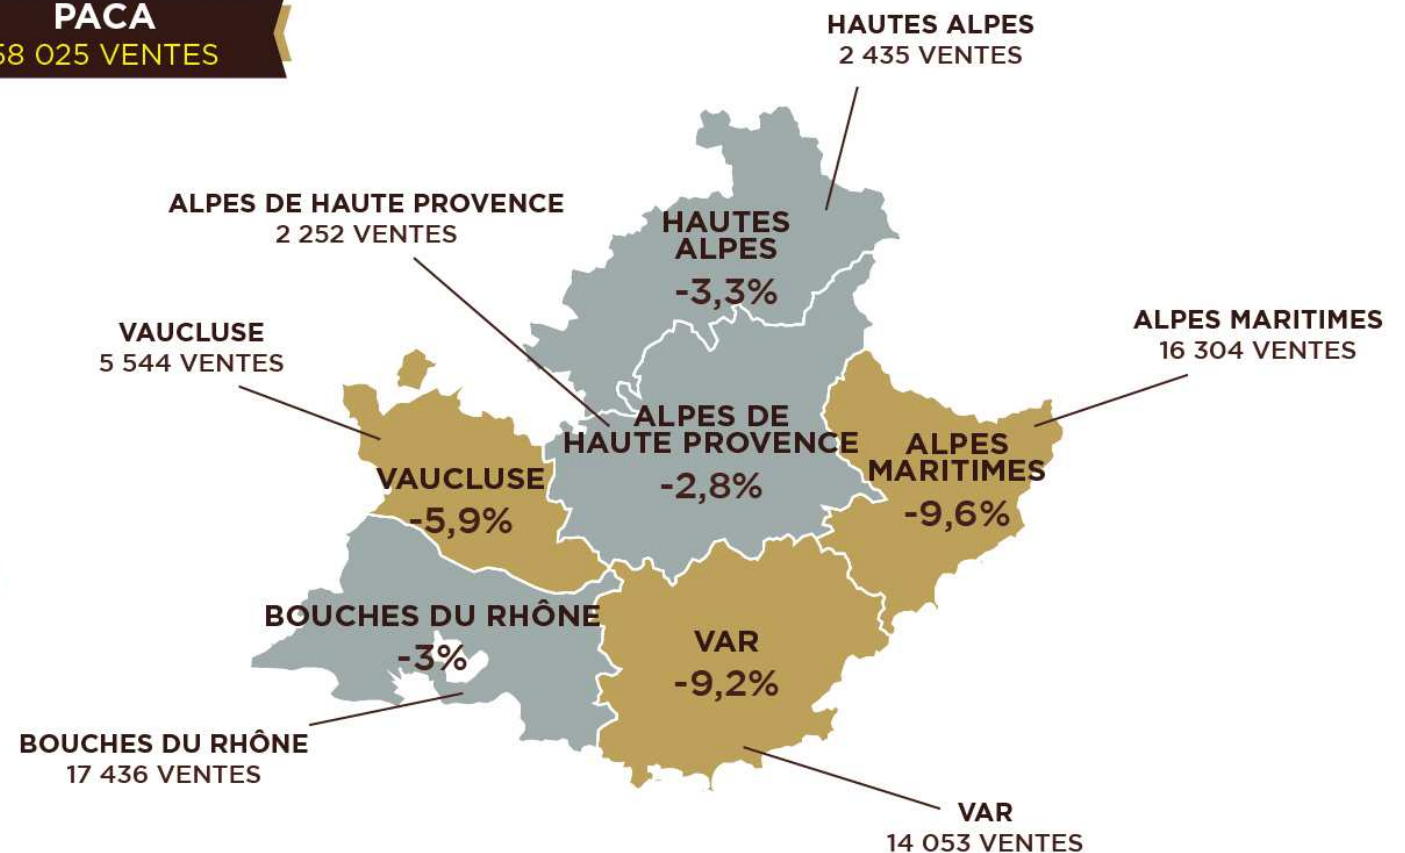 PACA
58 025 VENTES
HAUTES ALPES
2 435 VENTES
ALPES DE HAUTE PROVENCE
2 252 VENTES
HAUTES
ALPES
-3,3%
VAUCLUSE
5 544 VENTES
ALPES MARITIMES
16 304 VENTES
ALPES DE
HAUTE PROVENCE
-2,8%
ALPES
MARITIMES
-9,6%
VAUCLUSE
-5,9%
BOUCHES DU RHÔNE
-3%
VAR
-9,2%
BOUCHES DU RHÔNE
17 436 VENTES
VAR
14 053 VENTES